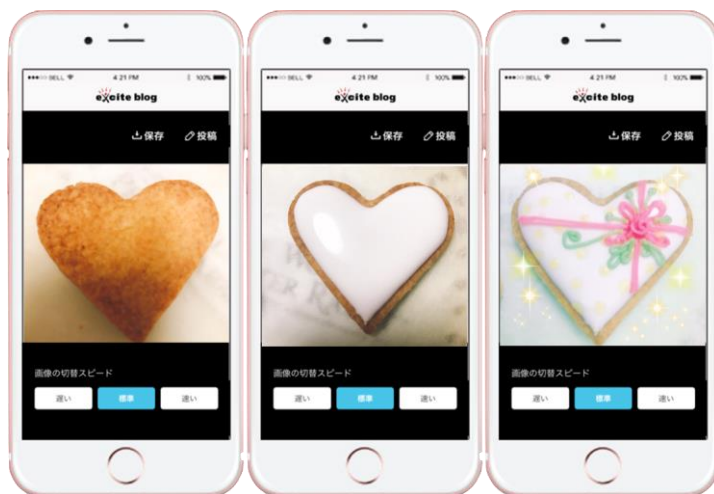 ●●●○○ BELL 4:21 PM 100%
excite blog
保存 投稿
画像の切替スピード
遅い 標準 速い
●●●○○ BELL 4:21 PM 100%
excite blog
保存 投稿
画像の切替スピード
遅い 標準 速い
●●●○○ BELL 4:21 PM 100%
excite blog
保存 投稿
画像の切替スピード
遅い 標準 速い